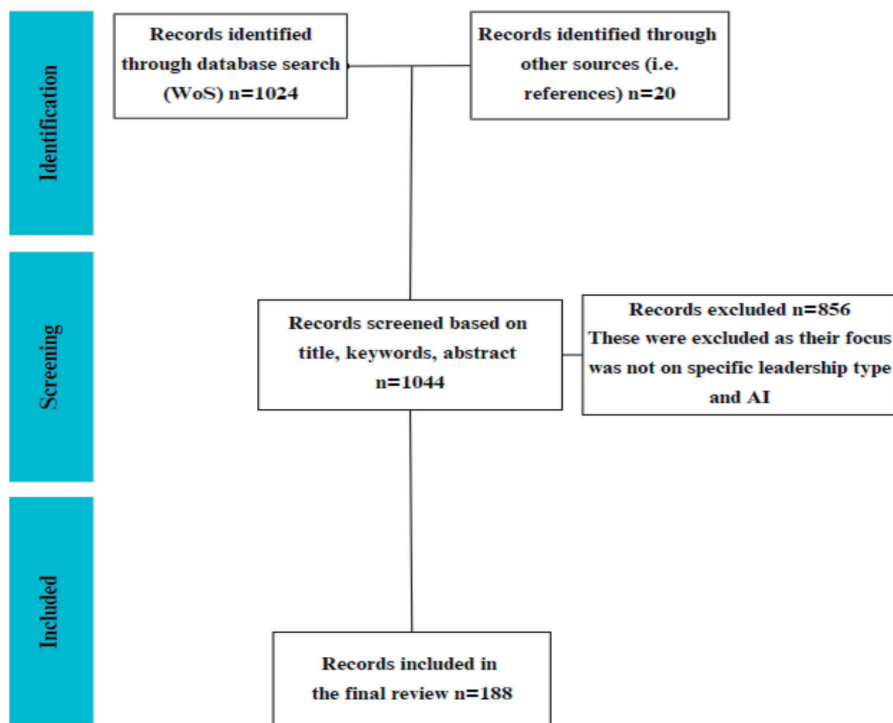 Identification
Records identified
through database search
(WoS) n=1024
Records identified through
other sources (i.e.
references) n=20
Screening
Records screened based on
title, keywords, abstract
n=1044
Records excluded n=856
These were excluded as their focus
was not on specific leadership type
and AI
Included
Records included in
the final review n=188